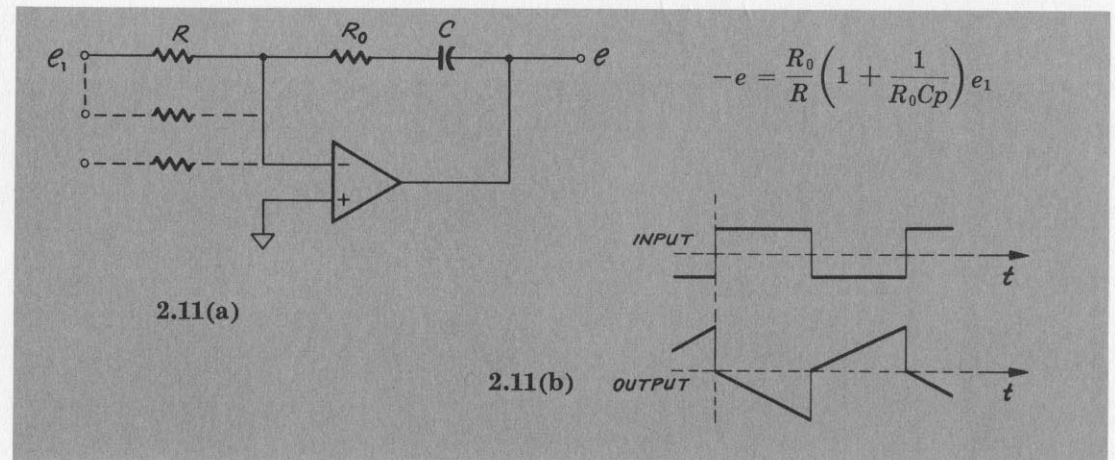 R R₀ C
e₁ e
−e = R₀/R (1 + 1/(R₀Cp)) e₁
−
+
INPUT
t
2.11(a)
2.11(b) OUTPUT t